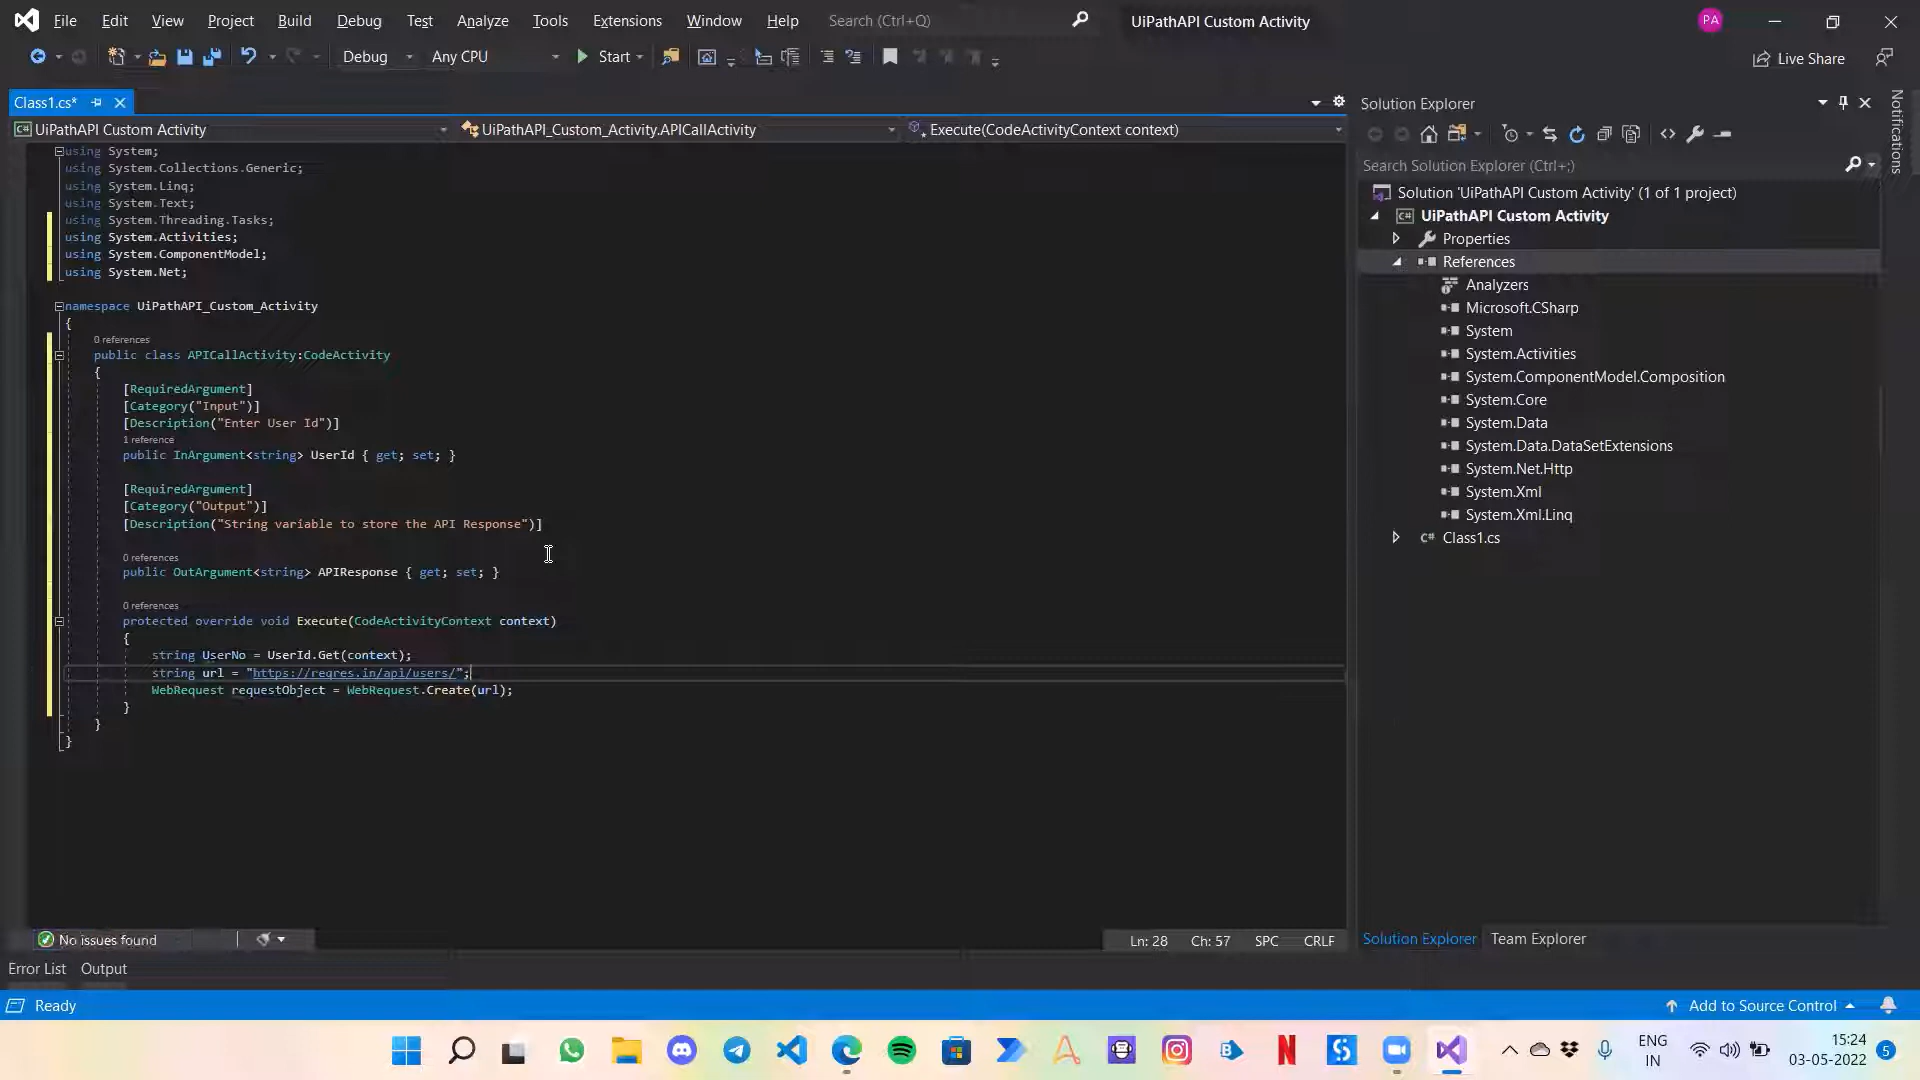 File Edit View Project Build Debug Test Analyze Tools Extensions Window Help Search (Ctrl+Q) UiPathAPI Custom Activity PA
Debug Any CPU Start Live Share
Class1.cs*
UiPathAPI Custom Activity UiPathAPI_Custom_Activity.APICallActivity Execute(CodeActivityContext context)
using System;
using System.Collections.Generic;
using System.Linq;
using System.Text;
using System.Threading.Tasks;
using System.Activities;
using System.ComponentModel;
using System.Net;
namespace UiPathAPI_Custom_Activity
{
0 references
public class APICallActivity:CodeActivity
{
[RequiredArgument]
[Category("Input")]
[Description("Enter User Id")]
1 reference
public InArgument<string> UserId { get; set; }
[RequiredArgument]
[Category("Output")]
[Description("String variable to store the API Response")]
0 references
public OutArgument<string> APIResponse { get; set; }
0 references
protected override void Execute(CodeActivityContext context)
{
string UserNo = UserId.Get(context);
string url = "https://reqres.in/api/users/";
WebRequest requestObject = WebRequest.Create(url);
}
}
}
No issues found
Ln: 28 Ch: 57 SPC CRLF
Error List Output
Solution Explorer
Search Solution Explorer (Ctrl+;)
Solution 'UiPathAPI Custom Activity' (1 of 1 project)
UiPathAPI Custom Activity
Properties
References
Analyzers
Microsoft.CSharp
System
System.Activities
System.ComponentModel.Composition
System.Core
System.Data
System.Data.DataSetExtensions
System.Net.Http
System.Xml
System.Xml.Linq
C# Class1.cs
Solution Explorer Team Explorer
Notifications
Ready
Add to Source Control
ENG
IN
15:24
03-05-2022
5